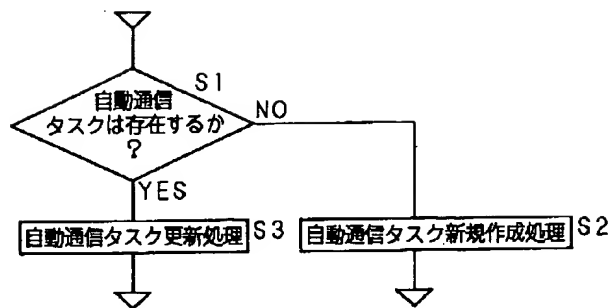 S1
自動通信
タスクは存在するか
?
NO
YES
自動通信タスク更新処理 S3
自動通信タスク新規作成処理 S2